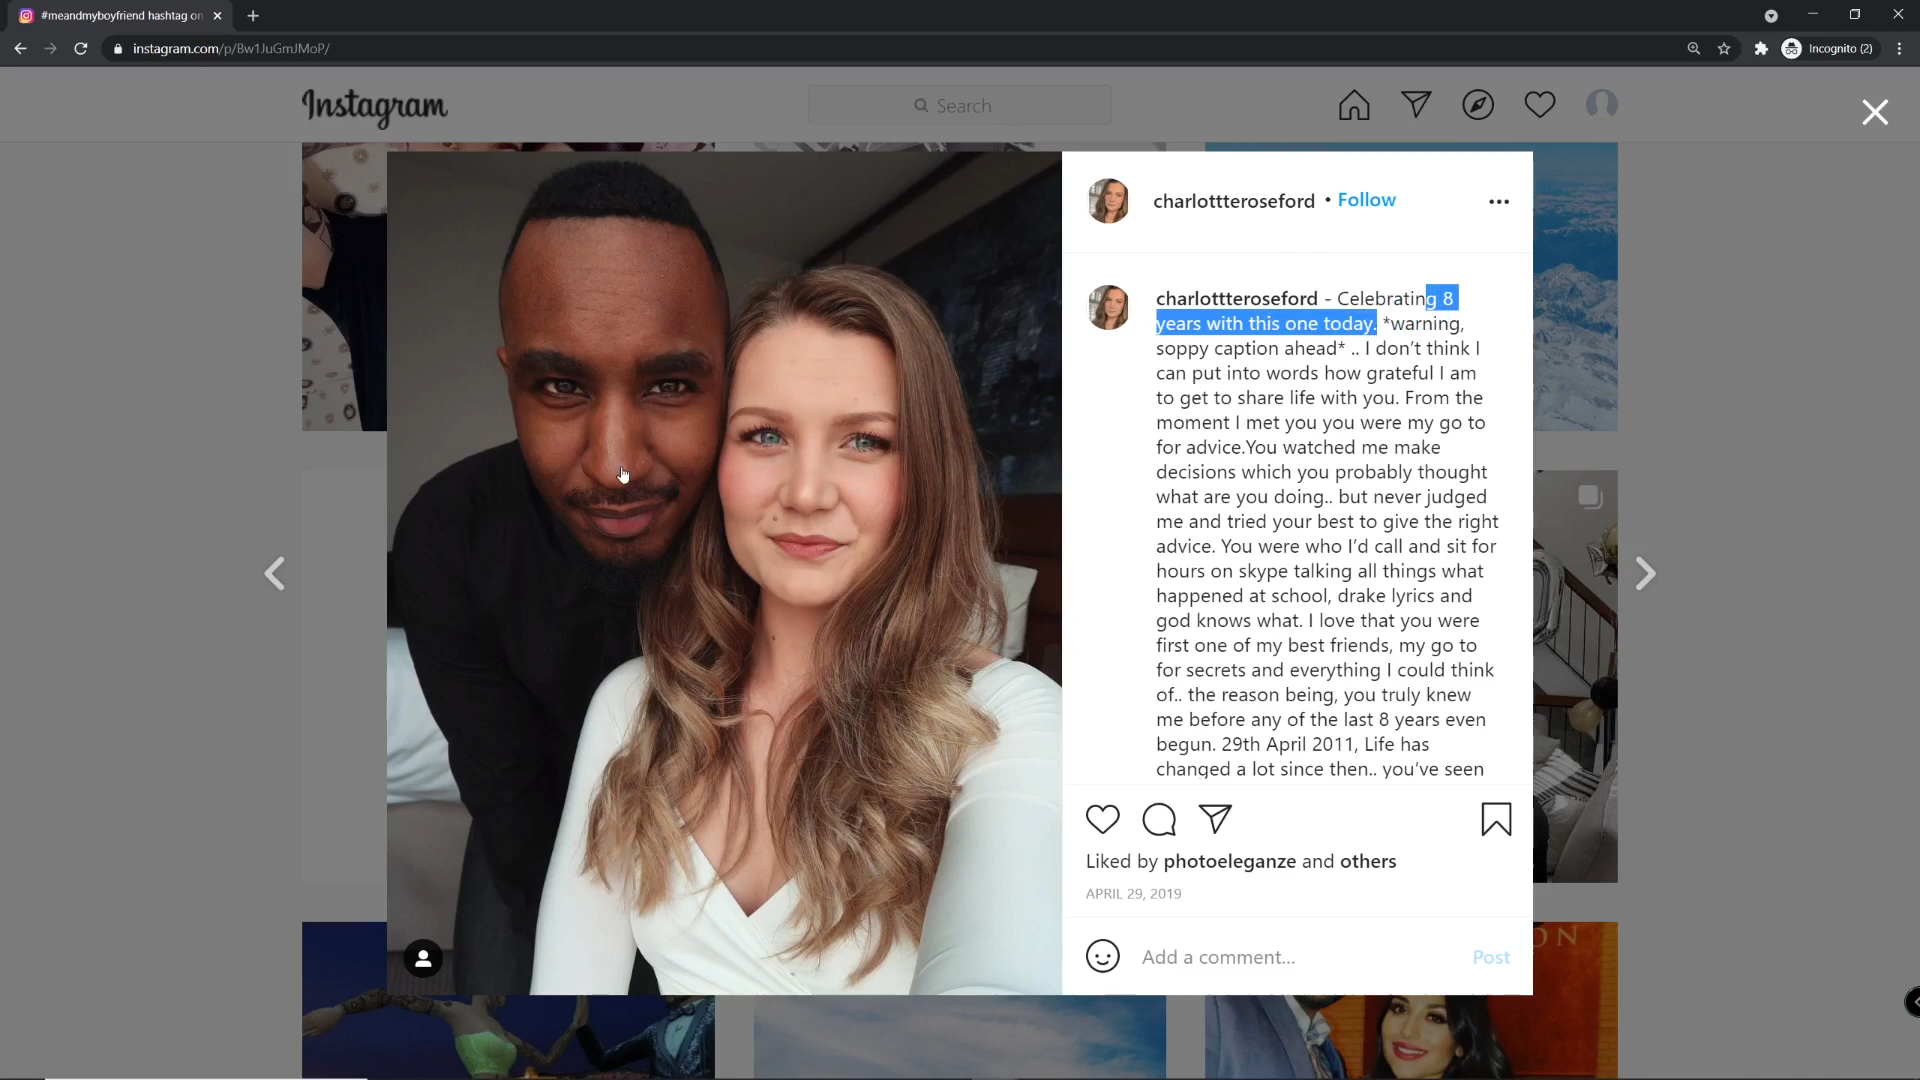 #meandmyboyfriend hashtag on
instagram.com/p/Bw1JuGmJMoP/
Incognito (2)
Instagram
Search
charlottteroseford • Follow
charlottteroseford - Celebrating 8
years with this one today. *warning,
soppy caption ahead* .. I don't think I
can put into words how grateful I am
to get to share life with you. From the
moment I met you you were my go to
for advice.You watched me make
decisions which you probably thought
what are you doing.. but never judged
me and tried your best to give the right
advice. You were who I'd call and sit for
hours on skype talking all things what
happened at school, drake lyrics and
god knows what. I love that you were
first one of my best friends, my go to
for secrets and everything I could think
of.. the reason being, you truly knew
me before any of the last 8 years even
begun. 29th April 2011, Life has
changed a lot since then.. you've seen
Liked by photoeleganze and others
APRIL 29, 2019
Add a comment...
Post
ON